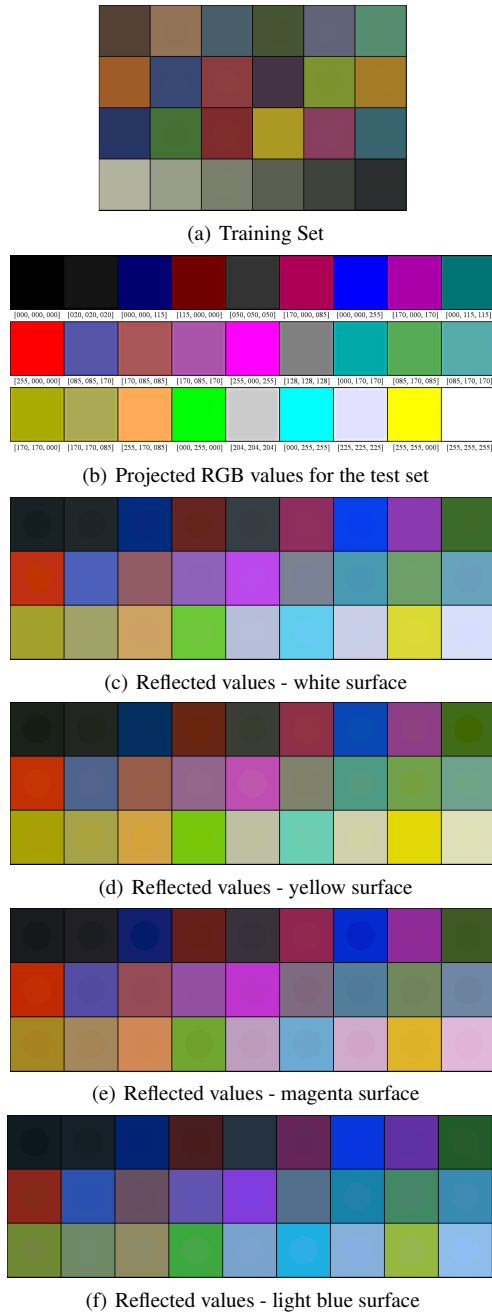 (a) Training Set
[000, 000, 000] [020, 020, 020] [000, 000, 115] [115, 000, 000] [050, 050, 050] [170, 000, 085] [000, 000, 255] [170, 000, 170] [000, 115, 115]
[255, 000, 000] [085, 085, 170] [170, 085, 085] [170, 085, 170] [255, 000, 255] [128, 128, 128] [000, 170, 170] [085, 170, 085] [085, 170, 170]
[170, 170, 000] [170, 170, 085] [255, 170, 085] [000, 255, 000] [204, 204, 204] [000, 255, 255] [225, 225, 225] [255, 255, 000] [255, 255, 255]
(b) Projected RGB values for the test set
(c) Reflected values - white surface
(d) Reflected values - yellow surface
(e) Reflected values - magenta surface
(f) Reflected values - light blue surface